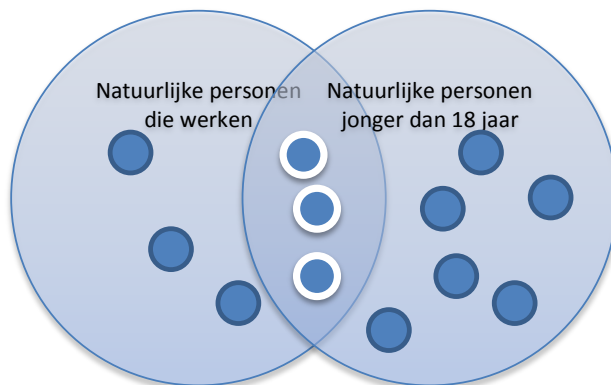 Natuurlijke personen
die werken
Natuurlijke personen
jonger dan 18 jaar